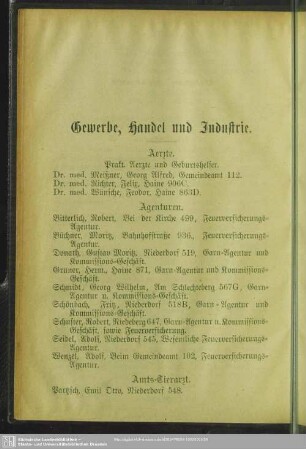 Gewerbe, Handel und Industrie.
Aerzte.
Prakt. Aerzte und Geburtshelfer.
Dr. med. Meißner, Georg Alfred, Gemeindeamt 112.
Dr. med. Richter, Felix, Haine 996C.
Dr. med. Wünsche, Feodor, Haine 863D.
Agenturen.
Bitterlich, Robert, Bei der Kirche 499, Feuerversicherungs-
Agentur.
Büchner, Moritz, Bahnhofstraße 936, Feuerversicherungs-
Agentur.
Donath, Gustav Moritz, Niederdorf 519, Garn-Agentur und
Kommissions-Geschäft.
Gruner, Herm., Haine 871, Garn-Agentur und Kommissions-
Geschäft.
Schmidt, Georg Wilhelm, Am Schlechteberg 567G, Garn-
Agentur u. Kommissions-Geschäft.
Schönbach, Fritz, Niederdorf 518B, Garn-Agentur und
Kommissions-Geschäft.
Schuster, Robert, Niederberg 647, Garn-Agentur u. Kommissions-
Geschäft, sowie Feuerversicherung.
Seidel, Adolf, Niederdorf 545, Feuerversicherungs-
Agentur.
Wenzel, Adolf, Beim Gemeindeamt 102, Feuerversicherungs-
Agentur.
Amts-Tierarzt.
Partzsch, Emil Otto, Niederdorf 548.